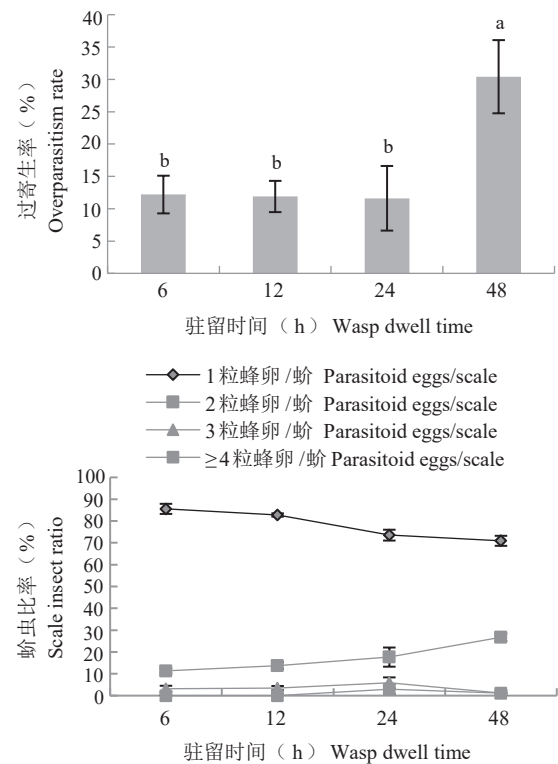 过寄生率（%）
Overparasitism rate
40
35
30
25
20
15
10
5
0
b
b
b
a
6
12
24
48
驻留时间（h） Wasp dwell time
1粒蜂卵/蚧 Parasitoid eggs/scale
2粒蜂卵/蚧 Parasitoid eggs/scale
3粒蜂卵/蚧 Parasitoid eggs/scale
≥4粒蜂卵/蚧 Parasitoid eggs/scale
蚧虫比率（%）
Scale insect ratio
100
90
80
70
60
50
40
30
20
10
0
6
12
24
48
驻留时间（h） Wasp dwell time